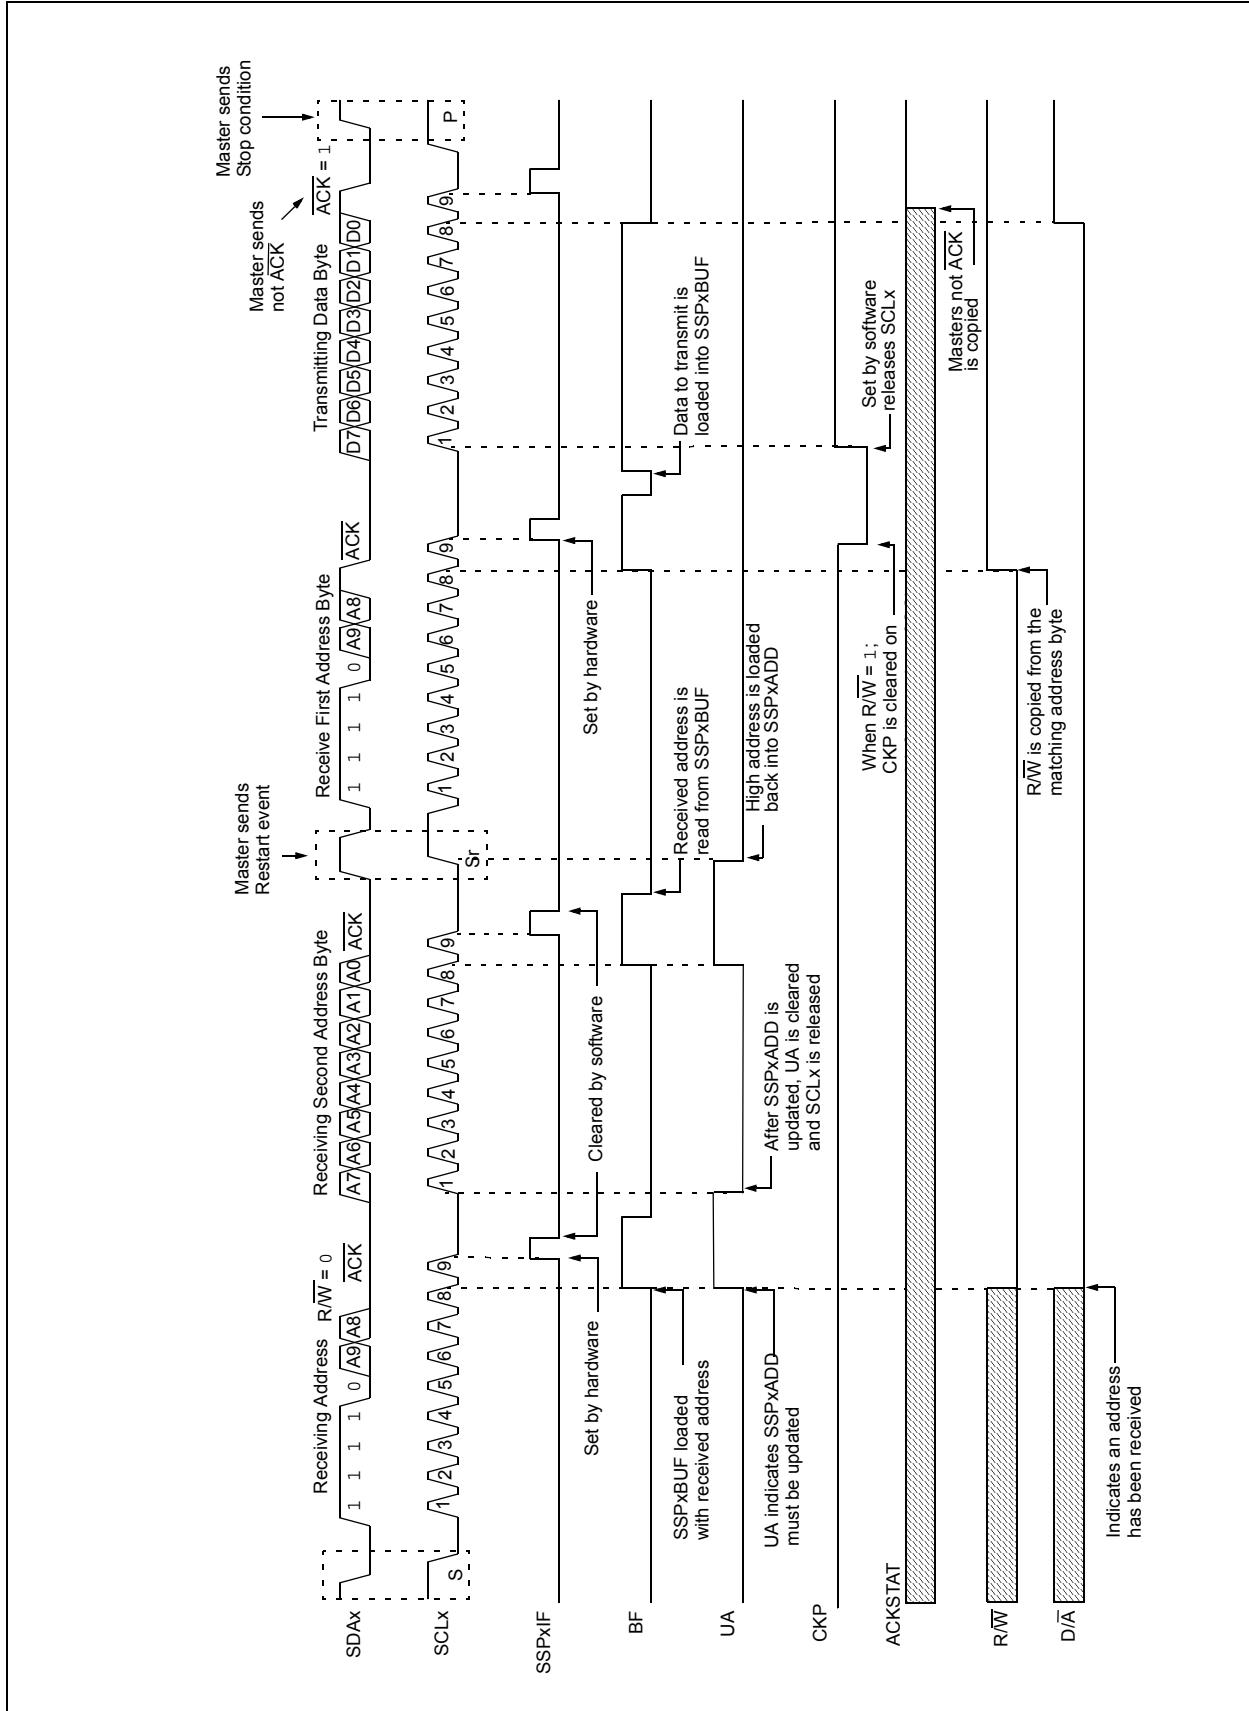 Master sends
Stop condition
Master sends
not ACK
Master sends
Restart event
Receiving Address R/W = 0
Receiving Second Address Byte
Receive First Address Byte
Transmitting Data Byte
ACK = 1
SDAx
1 1 1 1 0 A9 A8 ACK
A7 A6 A5 A4 A3 A2 A1 A0 ACK
1 1 1 1 0 A9 A8 ACK
D7 D6 D5 D4 D3 D2 D1 D0
SCLx
S
1 2 3 4 5 6 7 8 9
1 2 3 4 5 6 7 8 9
Sr
1 2 3 4 5 6 7 8 9
1 2 3 4 5 6 7 8 9
P
SSPxIF
Set by hardware
Cleared by software
Set by hardware
BF
SSPxBUF loaded
with received address
Received address is
read from SSPxBUF
Data to transmit is
loaded into SSPxBUF
UA
UA indicates SSPxADD
must be updated
After SSPxADD is
updated, UA is cleared
and SCLx is released
High address is loaded
back into SSPxADD
CKP
When R/W = 1;
CKP is cleared on
Set by software
releases SCLx
ACKSTAT
Masters not ACK
is copied
R/W
R/W is copied from the
matching address byte
D/A
Indicates an address
has been received